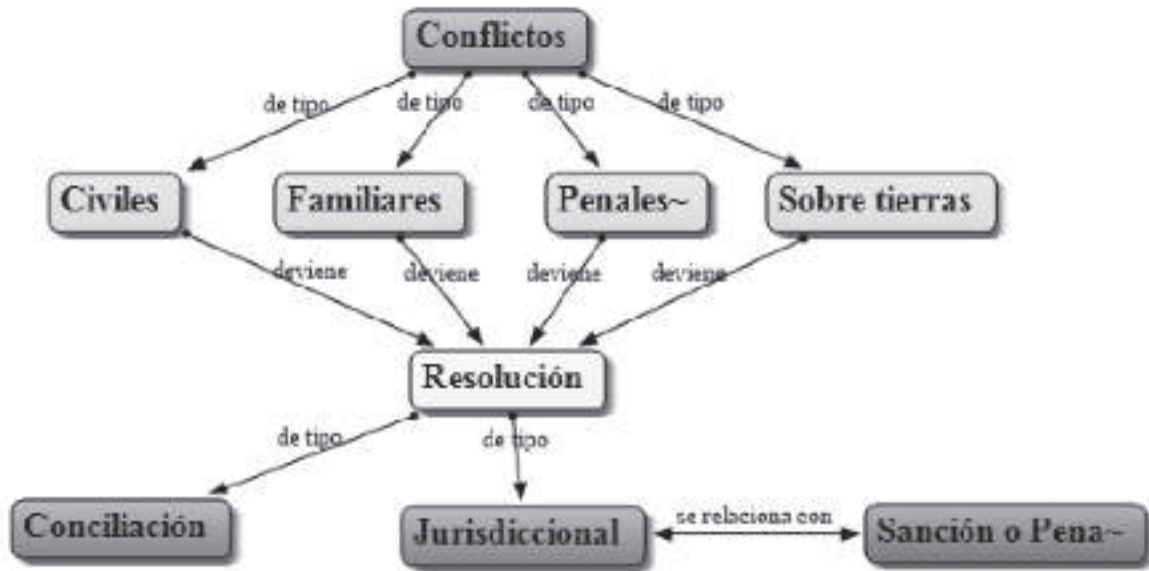 Conflictos
de tipo de tipo de tipo de tipo
Civiles Familiares Penales~ Sobre tierras
deviene deviene deviene deviene
Resolución
de tipo de tipo
Conciliación Jurisdiccional se relaciona con Sanción o Pena~